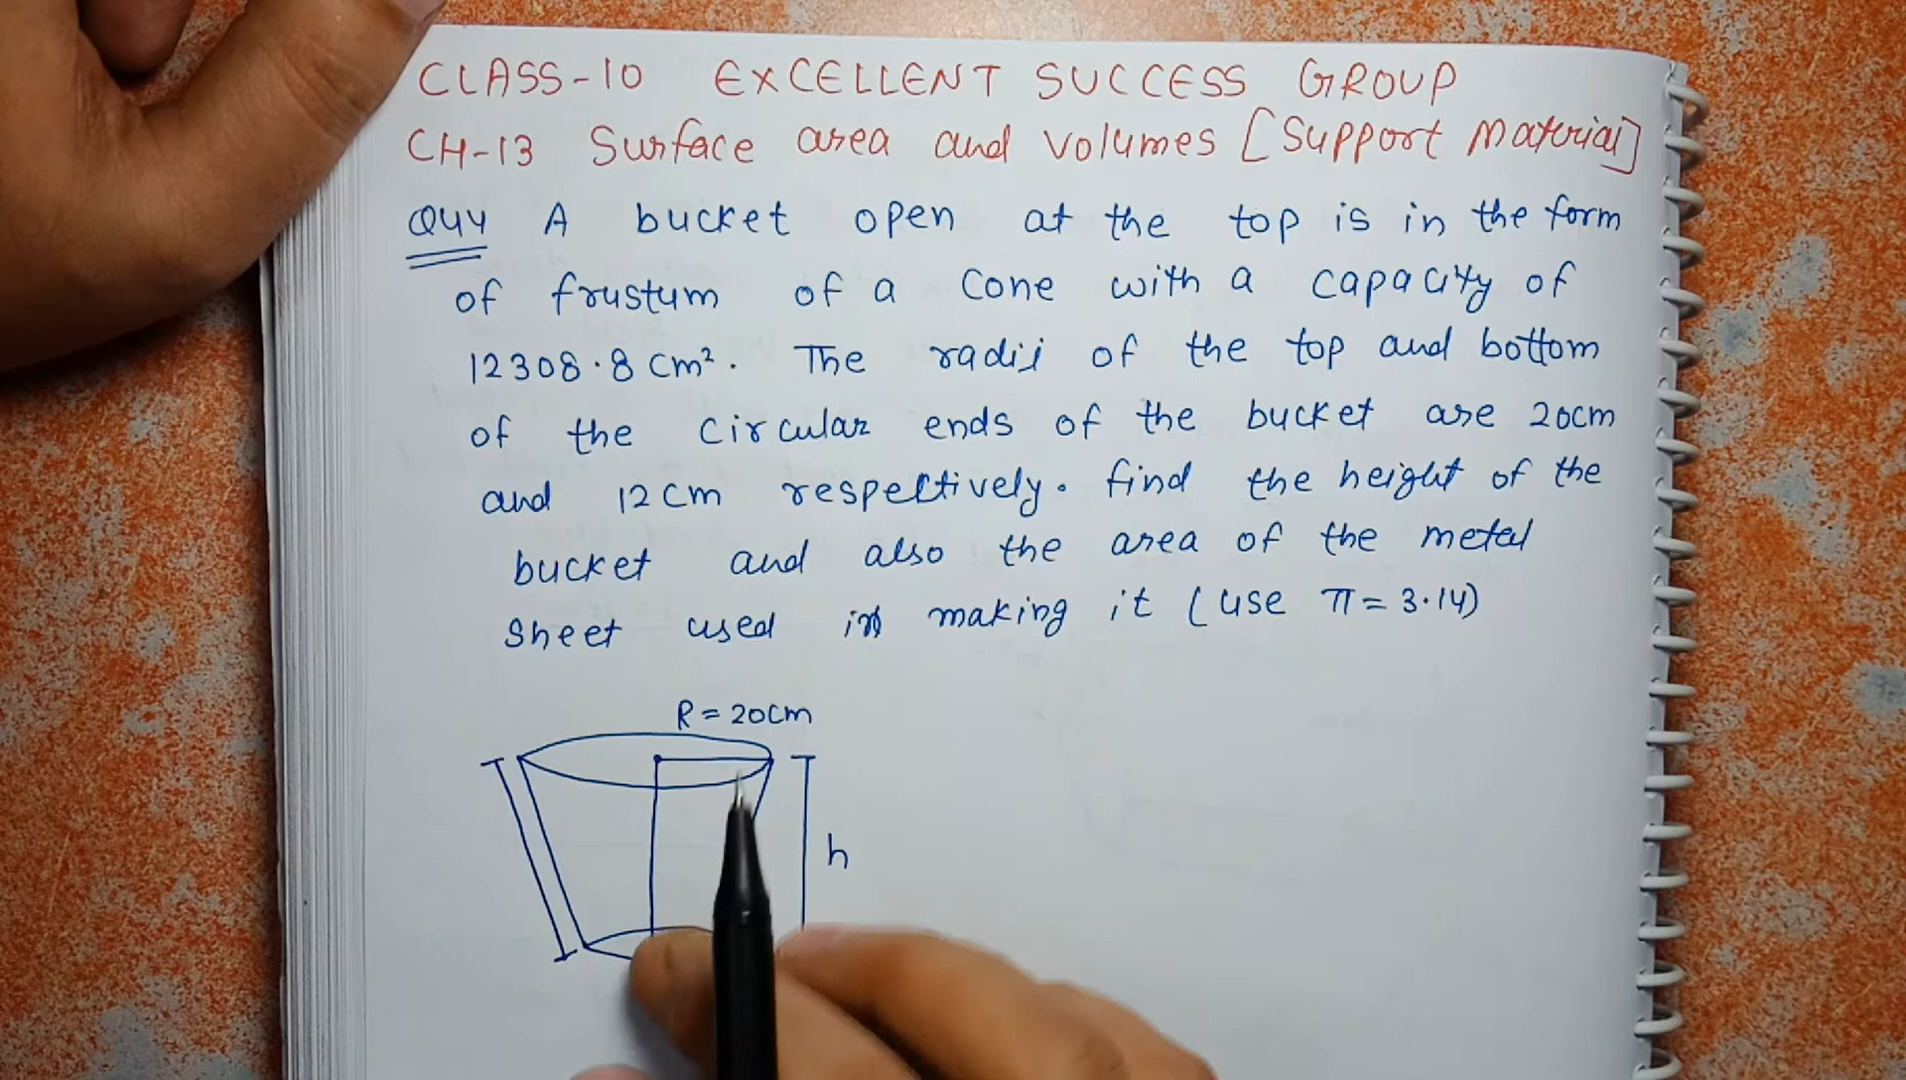 CLASS-10 EXCELLENT SUCCESS GROUP
CH-13 Surface area and volumes [Support Material]
Q44 A bucket open at the top is in the form
of frustum of a cone with a capacity of
12308.8 cm². The radii of the top and bottom
of the circular ends of the bucket are 20cm
and 12cm respectively. find the height of the
bucket and also the area of the metal
sheet used in making it (use π = 3.14)
R = 20cm
h